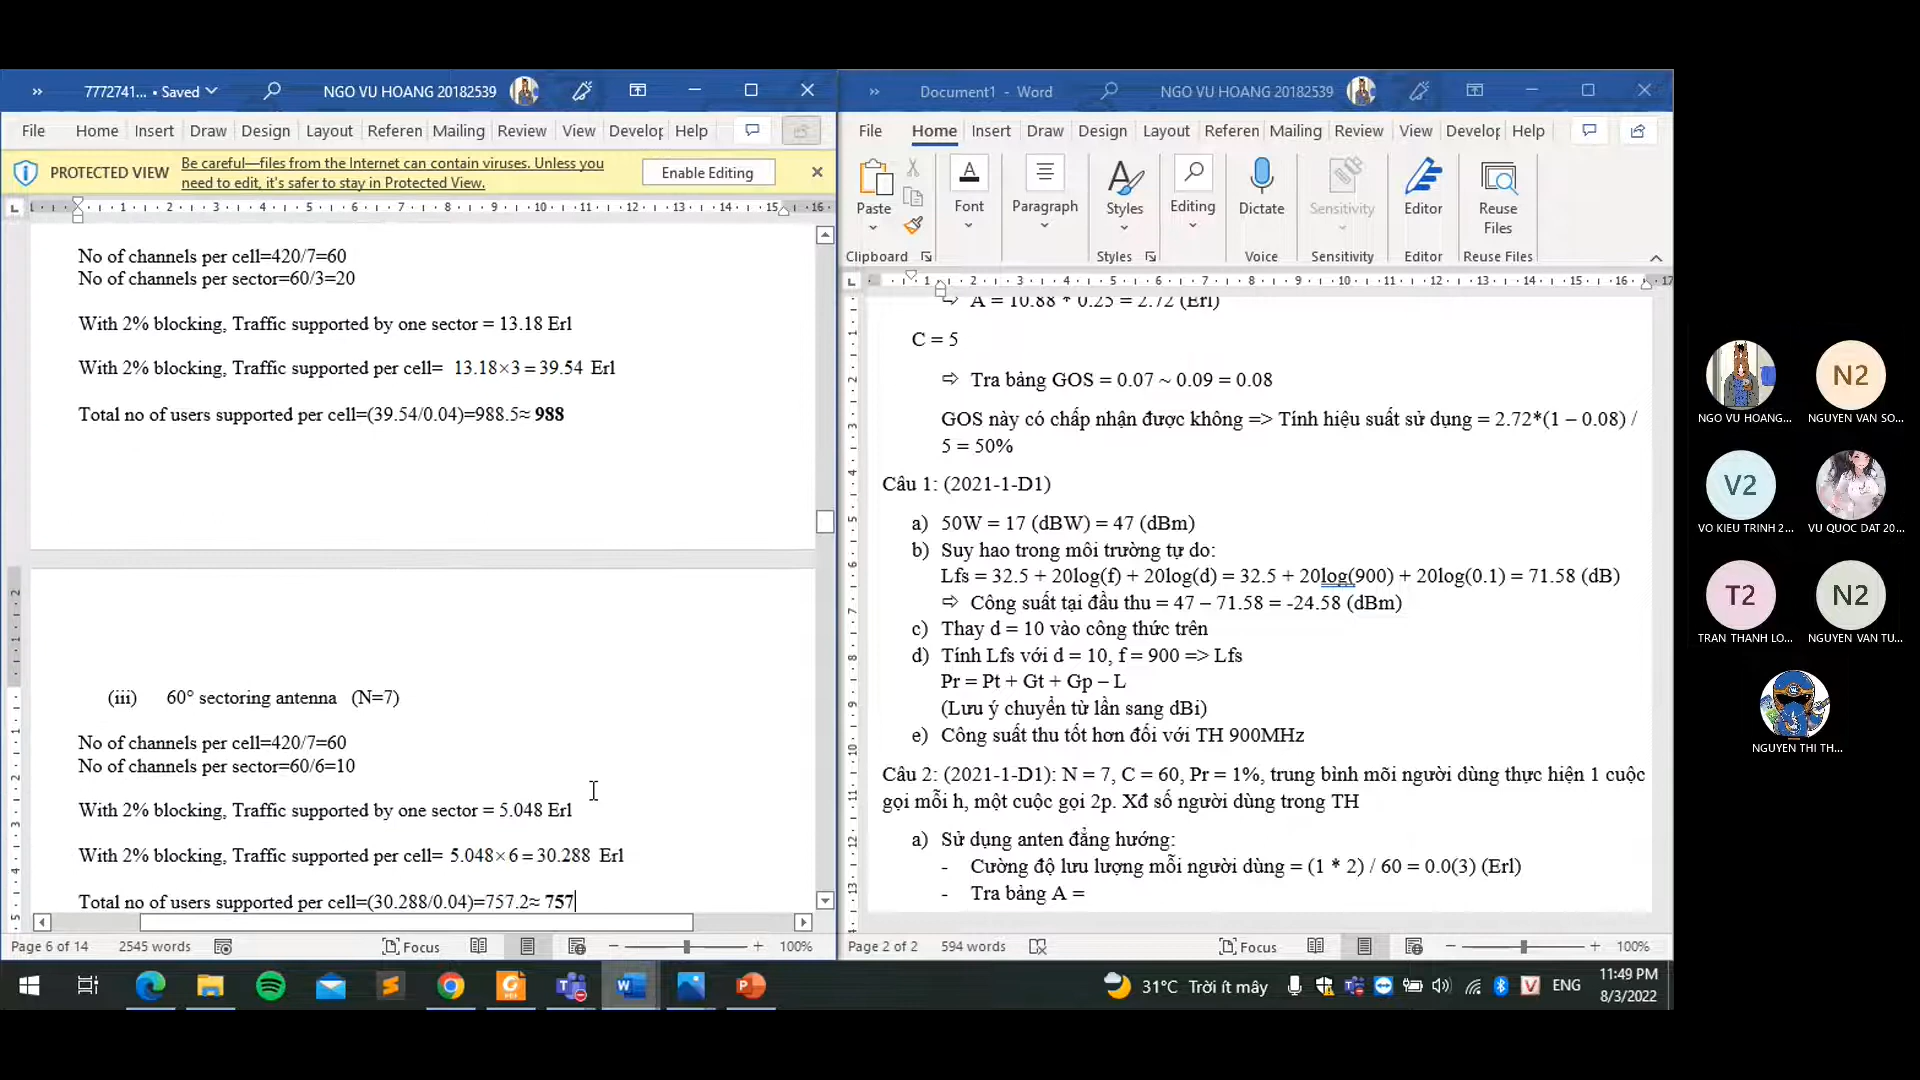 7772741... • Saved
NGO VU HOANG 20182539
File Home Insert Draw Design Layout Referen Mailing Review View Develop Help
PROTECTED VIEW Be careful—files from the Internet can contain viruses. Unless you need to edit, it's safer to stay in Protected View. Enable Editing
No of channels per cell=420/7=60
No of channels per sector=60/3=20
With 2% blocking, Traffic supported by one sector = 13.18 Erl
With 2% blocking, Traffic supported per cell= 13.18×3 = 39.54 Erl
Total no of users supported per cell=(39.54/0.04)=988.5≈ 988
(iii) 60° sectoring antenna (N=7)
No of channels per cell=420/7=60
No of channels per sector=60/6=10
With 2% blocking, Traffic supported by one sector = 5.048 Erl
With 2% blocking, Traffic supported per cell= 5.048×6 = 30.288 Erl
Total no of users supported per cell=(30.288/0.04)=757.2≈ 757
Page 6 of 14 2545 words Focus 100%
Document1 - Word NGO VU HOANG 20182539
File Home Insert Draw Design Layout Referen Mailing Review View Develop Help
Paste Font Paragraph Styles Editing Dictate Sensitivity Editor Reuse Files
Clipboard Styles Voice Sensitivity Editor Reuse Files
⇨ A = 10.88 * 0.25 = 2.72 (Erl)
C = 5
⇨ Tra bảng GOS = 0.07 ~ 0.09 = 0.08
GOS này có chấp nhận được không => Tính hiệu suất sử dụng = 2.72*(1 – 0.08) /
5 = 50%
Câu 1: (2021-1-D1)
a) 50W = 17 (dBW) = 47 (dBm)
b) Suy hao trong môi trường tự do:
Lfs = 32.5 + 20log(f) + 20log(d) = 32.5 + 20log(900) + 20log(0.1) = 71.58 (dB)
⇨ Công suất tại đầu thu = 47 – 71.58 = -24.58 (dBm)
c) Thay d = 10 vào công thức trên
d) Tính Lfs với d = 10, f = 900 => Lfs
Pr = Pt + Gt + Gp – L
(Lưu ý chuyển từ lần sang dBi)
e) Công suất thu tốt hơn đối với TH 900MHz
Câu 2: (2021-1-D1): N = 7, C = 60, Pr = 1%, trung bình mõi người dùng thực hiện 1 cuộc
gọi mỗi h, một cuộc gọi 2p. Xđ số người dùng trong TH
a) Sử dụng anten đẳng hướng:
- Cường độ lưu lượng mỗi người dùng = (1 * 2) / 60 = 0.0(3) (Erl)
- Tra bảng A =
Page 2 of 2 594 words Focus 100%
NGO VU HOANG...
N2
NGUYEN VAN SO...
V2
VO KIEU TRINH 2...
VU QUOC DAT 20...
T2
TRAN THANH LO...
N2
NGUYEN VAN TU...
NGUYEN THI TH...
31°C Trời ít mây ENG 11:49 PM
8/3/2022